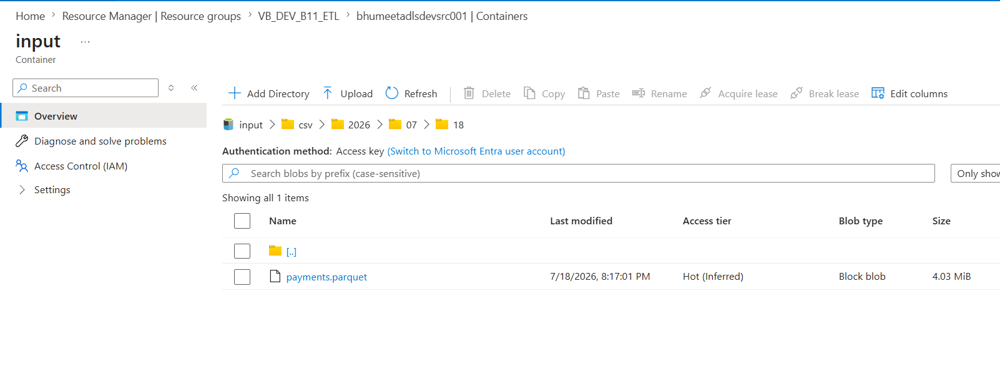 Home > Resource Manager | Resource groups > VB_DEV_B11_ETL > bhumeetadlsdevsrc001 | Containers
input ...
Container
Search
Add Directory Upload Refresh Delete Copy Paste Rename Acquire lease Break lease Edit columns
Overview
Diagnose and solve problems
Access Control (IAM)
Settings
input > csv > 2026 > 07 > 18
Authentication method: Access key (Switch to Microsoft Entra user account)
Search blobs by prefix (case-sensitive)
Only show
Showing all 1 items
Name Last modified Access tier Blob type Size
[..]
payments.parquet 7/18/2026, 8:17:01 PM Hot (Inferred) Block blob 4.03 MiB